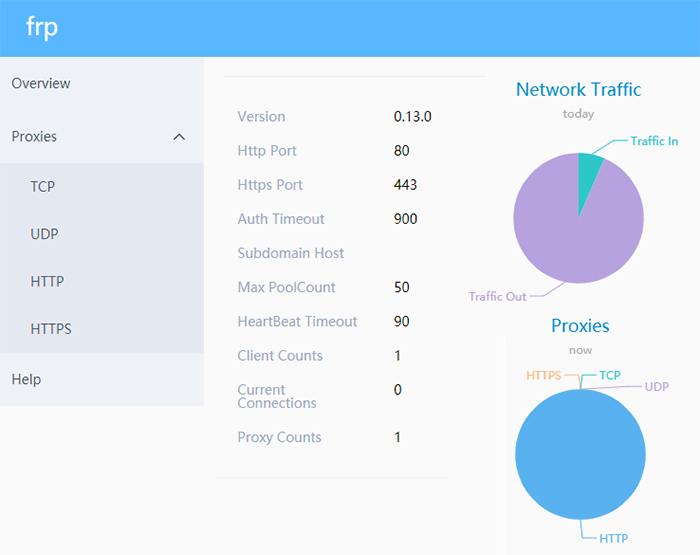 frp
Overview
Proxies
TCP
UDP
HTTP
HTTPS
Help
Version 0.13.0
Http Port 80
Https Port 443
Auth Timeout 900
Subdomain Host
Max PoolCount 50
HeartBeat Timeout 90
Client Counts 1
Current 0
Connections
Proxy Counts 1
Network Traffic
today
Traffic In
Traffic Out
Proxies
now
HTTPS TCP
UDP
HTTP